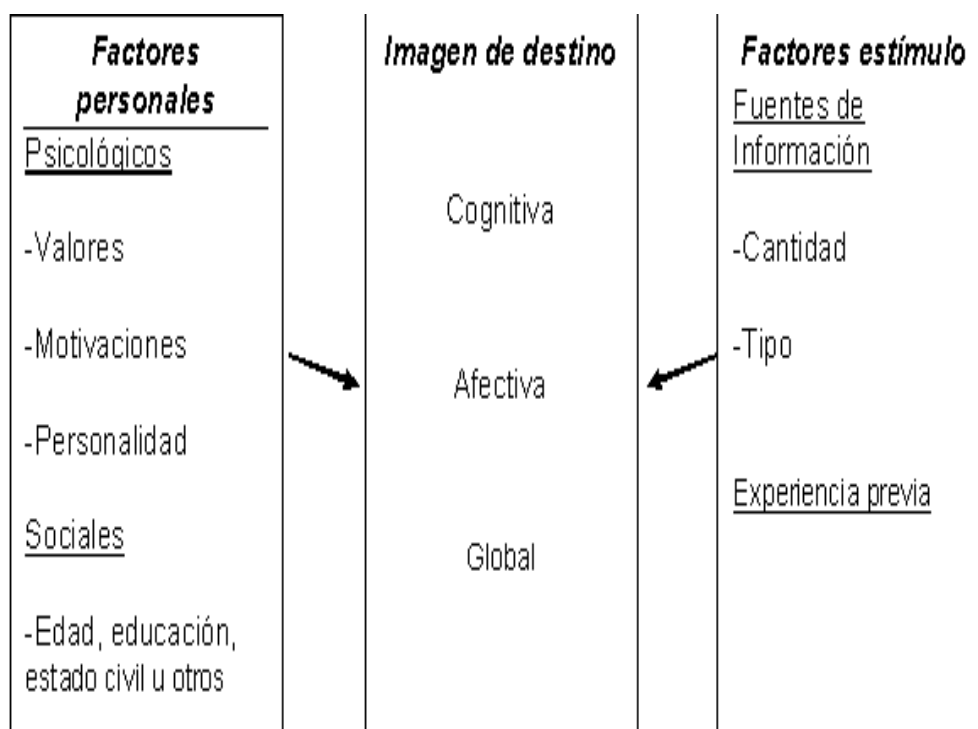 Factores
personales
Psicológicos
-Valores
-Motivaciones
-Personalidad
Sociales
-Edad, educación,
estado civil u otros
Imagen de destino
Cognitiva
Afectiva
Global
Factores estímulo
Fuentes de
Información
-Cantidad
-Tipo
Experiencia previa